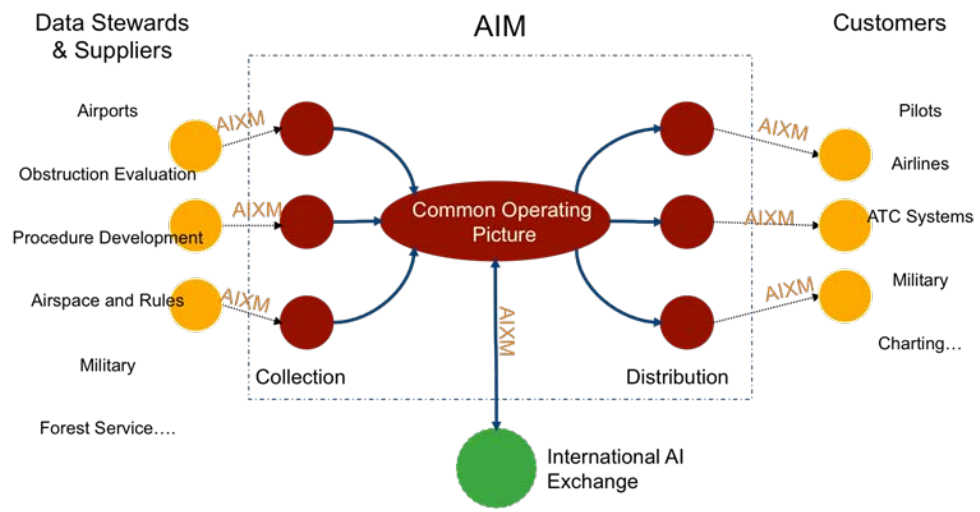 Data Stewards
& Suppliers
AIM
Customers
Airports
AIXM
Obstruction Evaluation
AIXM
Procedure Development
Airspace and Rules
AIXM
Military
Forest Service....
Collection
Common Operating
Picture
AIXM
Distribution
International AI
Exchange
AIXM
Pilots
Airlines
AIXM
ATC Systems
AIXM
Military
Charting...